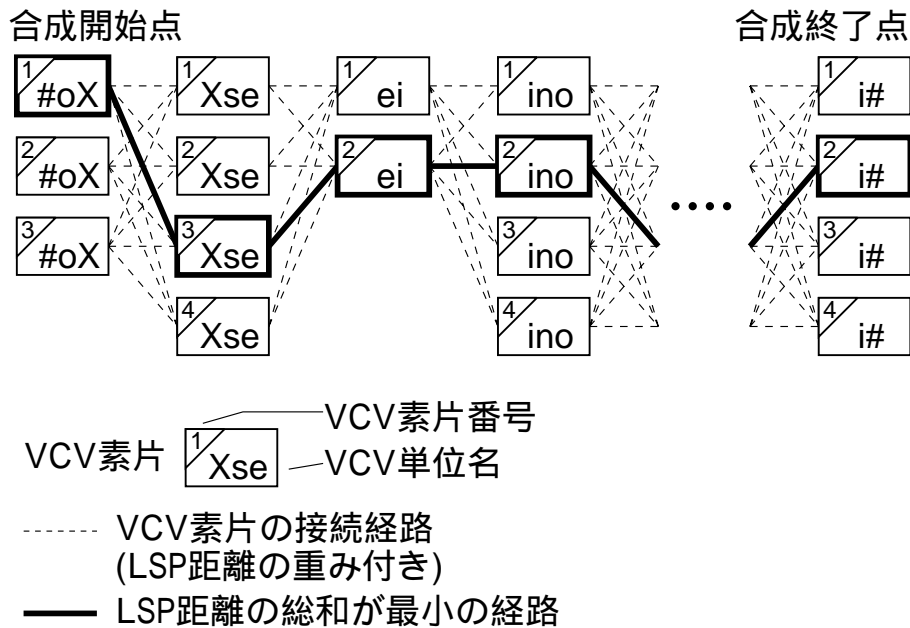 合成開始点 合成終了点
1 #oX 1 Xse 1 ei 1 ino 1 i#
2 #oX 2 Xse 2 ei 2 ino 2 i#
3 #oX 3 Xse 3 ino 3 i#
4 Xse 4 ino 4 i#
VCV素片番号
VCV素片 1 Xse VCV単位名
VCV素片の接続経路
(LSP距離の重み付き)
LSP距離の総和が最小の経路